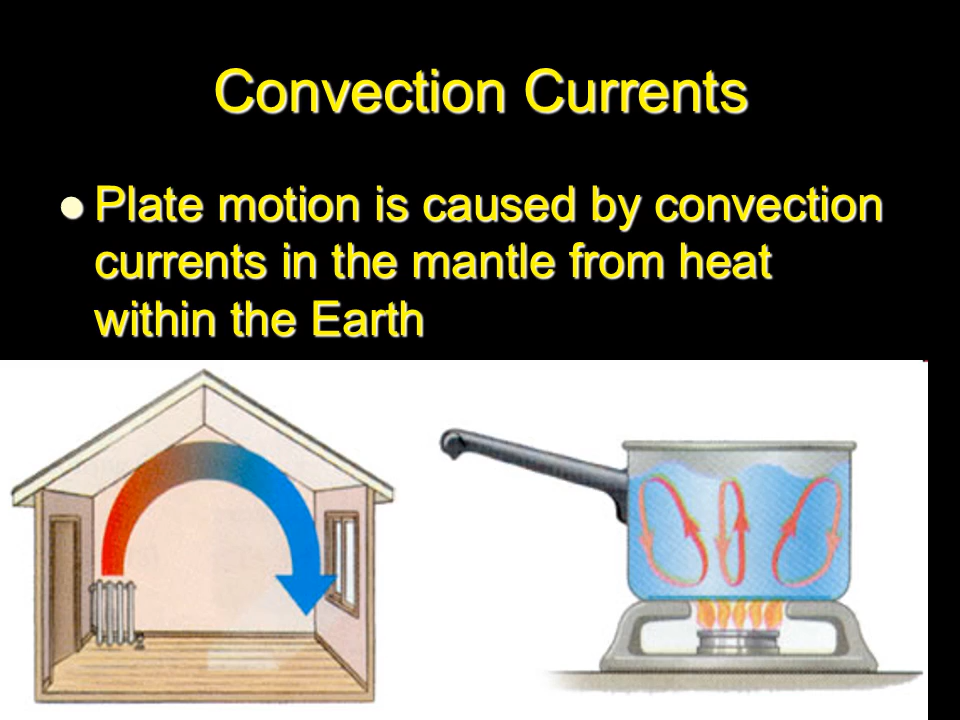 Convection Currents
● Plate motion is caused by convection
currents in the mantle from heat
within the Earth